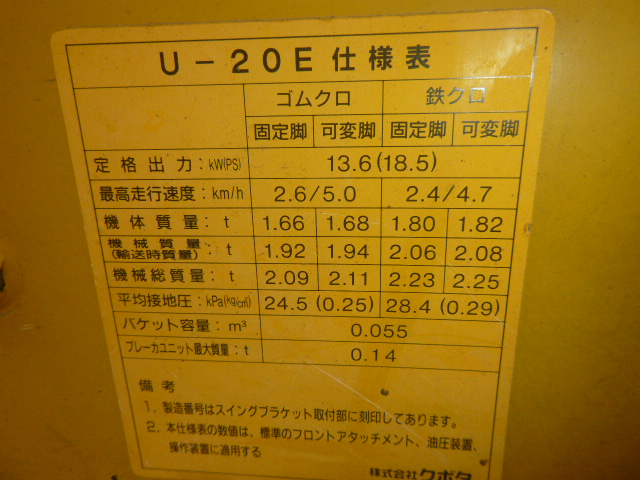 U－20E 仕様表
ゴムクロ 鉄クロ
固定脚 可変脚 固定脚 可変脚
定格出力：kW(PS) 13.6(18.5)
最高走行速度：km/h 2.6/5.0 2.4/4.7
機体質量：t 1.66 1.68 1.80 1.82
機械質量(輸送時質量)：t 1.92 1.94 2.06 2.08
機械総質量：t 2.09 2.11 2.23 2.25
平均接地圧：kPa(kg/c㎡) 24.5 (0.25) 28.4 (0.29)
バケット容量：m³ 0.055
ブレーカユニット最大質量：t 0.14
備考
1．製造番号はスイングブラケット取付部に刻印してあります。
2．本仕様表の数値は、標準のフロントアタッチメント、油圧装置、
操作装置に適用する
株式会社クボタ